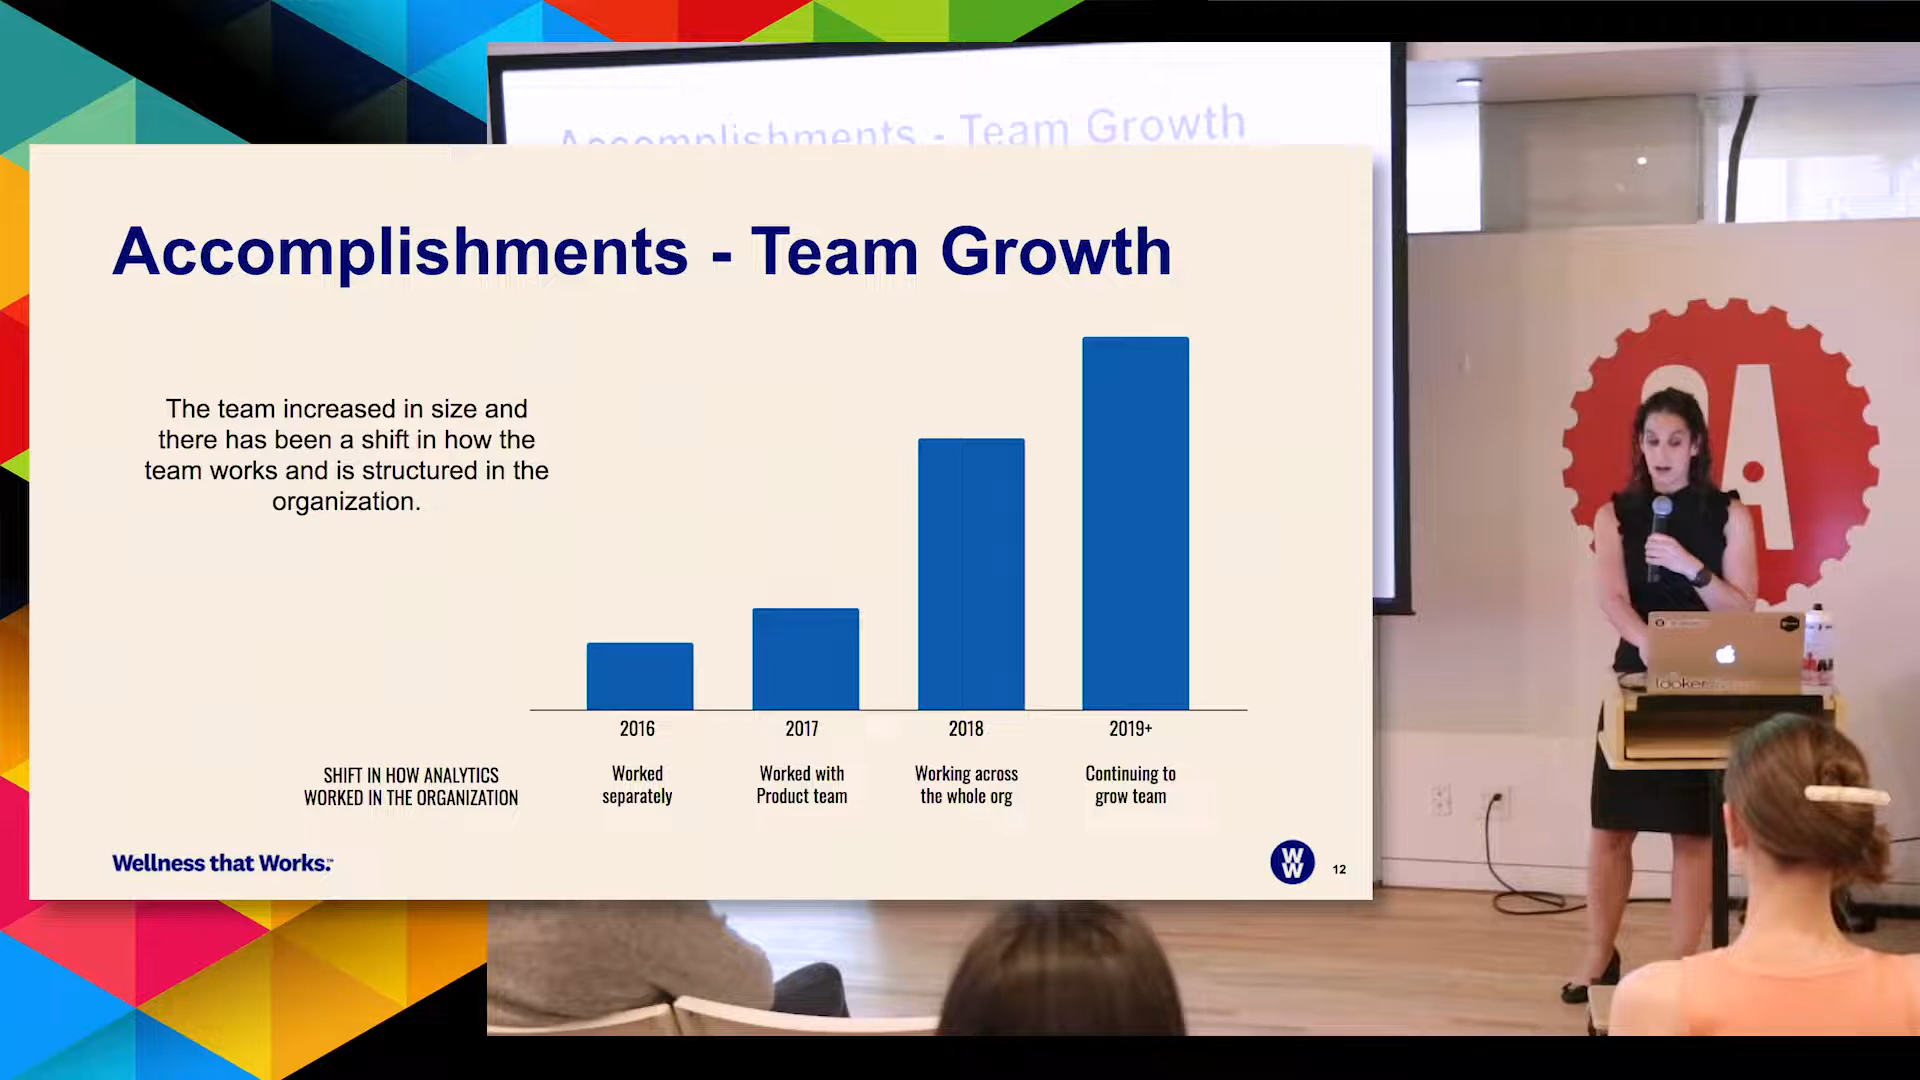 Accomplishments - Team Growth
Accomplishments - Team Growth
The team increased in size and
there has been a shift in how the
team works and is structured in the
organization.
2016
2017
2018
2019+
SHIFT IN HOW ANALYTICS
WORKED IN THE ORGANIZATION
Worked
separately
Worked with
Product team
Working across
the whole org
Continuing to
grow team
Wellness that Works.™
WW
12
GA
looker